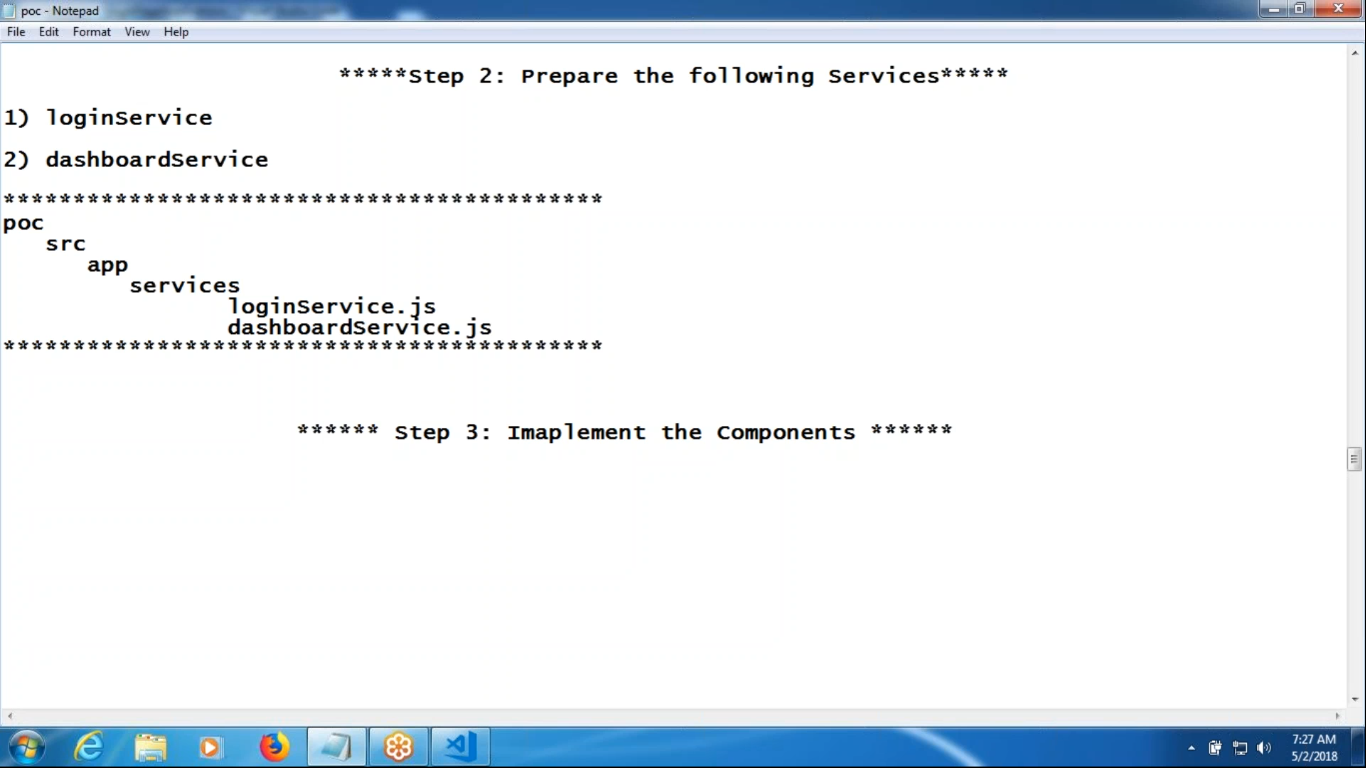 poc - Notepad
File Edit Format View Help
*****Step 2: Prepare the following Services*****
1) loginService
2) dashboardService
*******************************************
poc
src
app
services
loginService.js
dashboardService.js
*******************************************
****** Step 3: Imaplement the Components ******
7:27 AM
5/2/2018